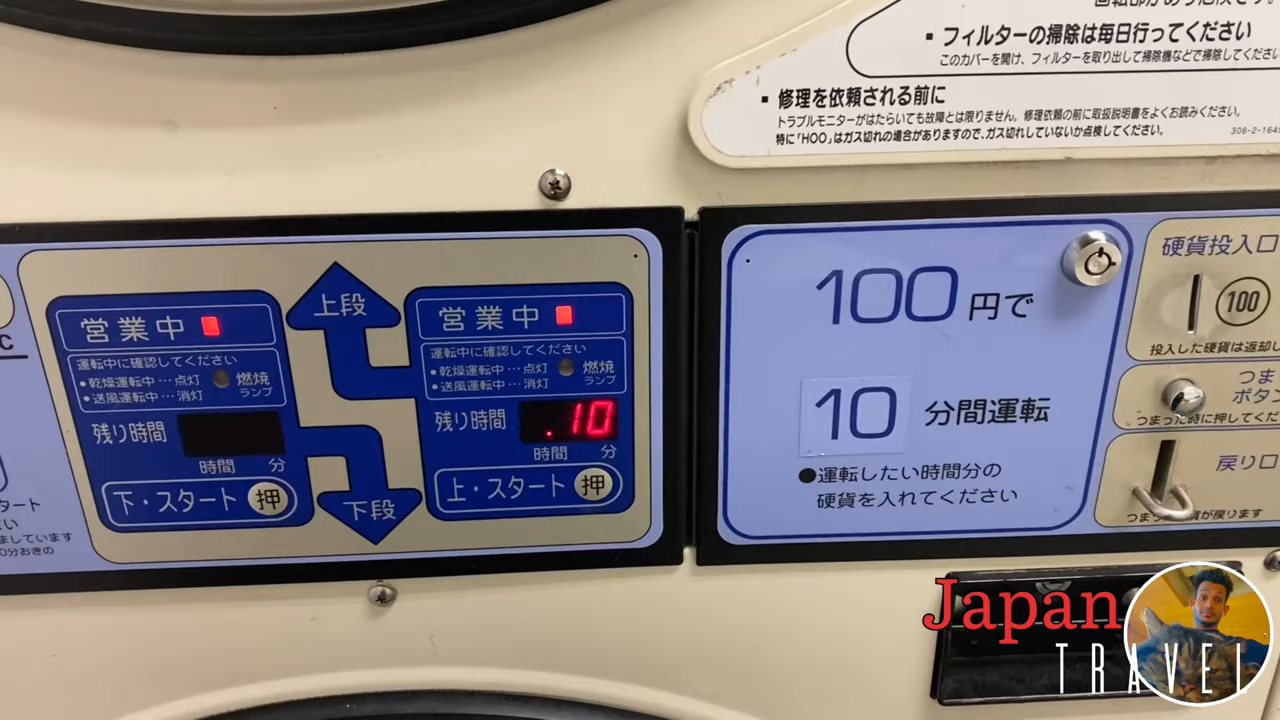 フィルターの掃除は毎日行ってください
このカバーを開け、フィルターを取り出して掃除機などで掃除してください
修理を依頼される前に
トラブルモニターがはたらいても故障とは限りません。修理依頼の前に取扱説明書をよくお読みください。
特に「HOO」はガス切れの場合がありますので、ガス切れしていないか点検してください。
306-2-1649
上段
営業中
運転中に確認してください
●乾燥運転中…点灯
●送風運転中…消灯
燃焼
ランプ
残り時間
時間 分
下・スタート 押
営業中
運転中に確認してください
●乾燥運転中…点灯
●送風運転中…消灯
燃焼
ランプ
残り時間 .10
時間 分
上・スタート 押
下段
100円で
10 分間運転
●運転したい時間分の
硬貨を入れてください
硬貨投入口
100
投入した硬貨は返却し
つま
ボタン
つまった時に押してくだ
戻り口
が戻ります
Japan
TRAVEL